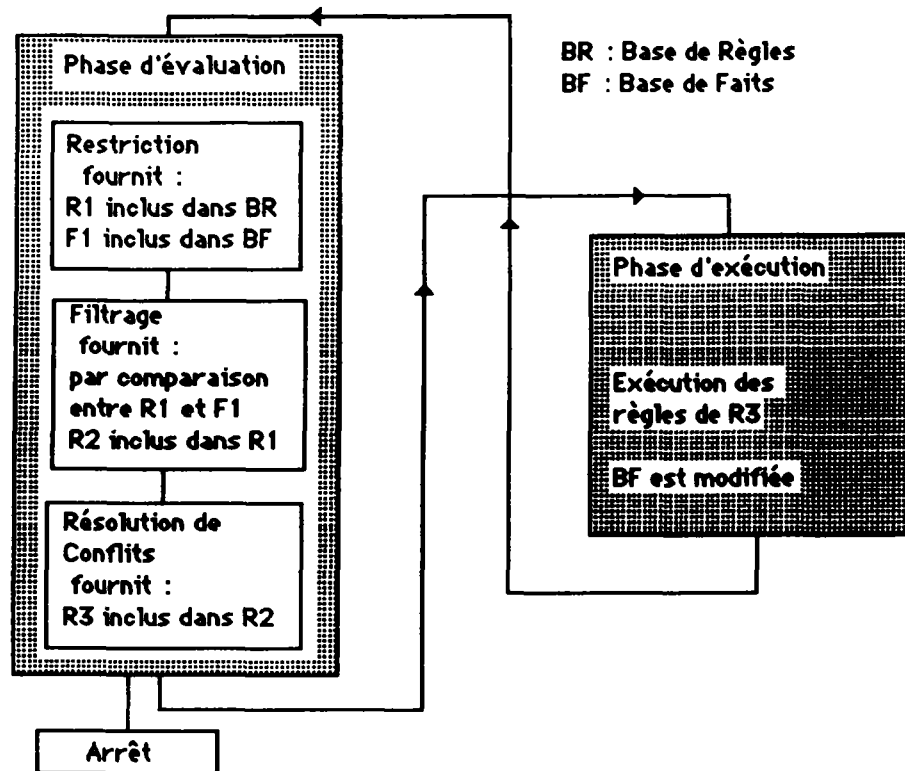 Phase d'évaluation
BR : Base de Règles
BF : Base de Faits
Restriction
fournit :
R1 inclus dans BR
F1 inclus dans BF
Filtrage
fournit :
par comparaison
entre R1 et F1
R2 inclus dans R1
Résolution de
Conflits
fournit :
R3 inclus dans R2
Arrêt
Phase d'exécution
Exécution des
règles de R3
BF est modifiée